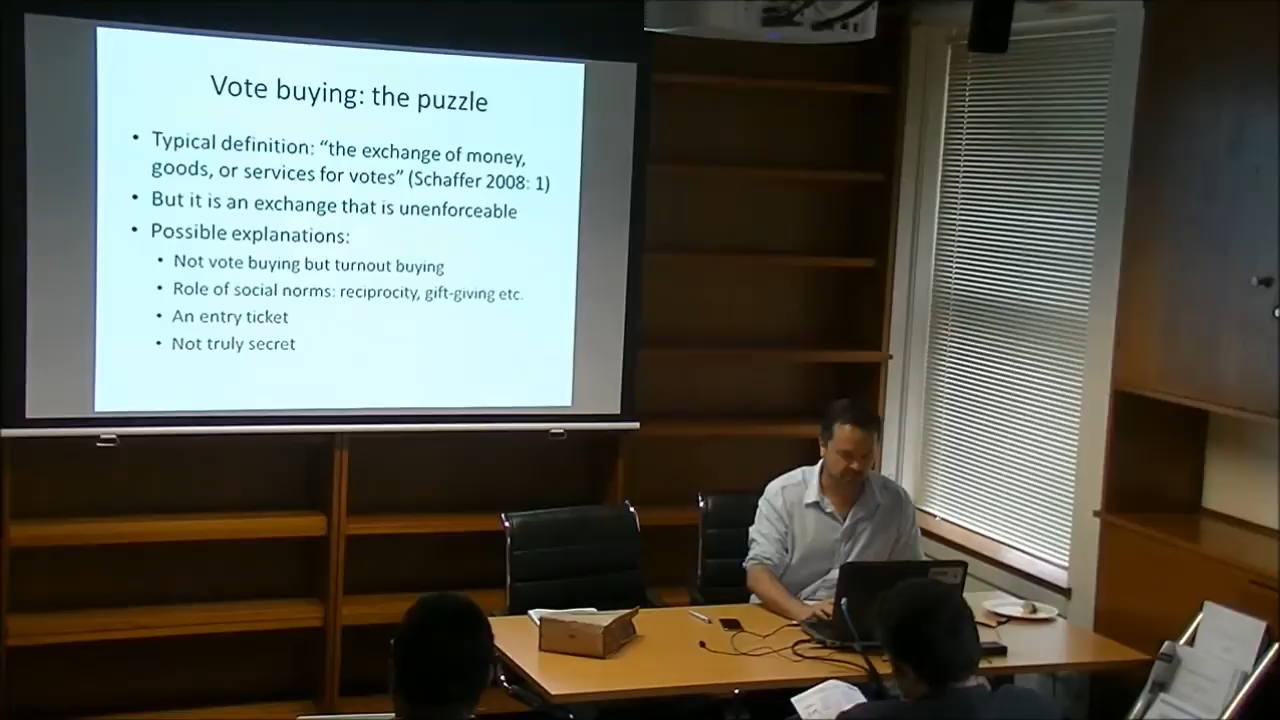 Vote buying: the puzzle
• Typical definition: “the exchange of money,
goods, or services for votes” (Schaffer 2008: 1)
• But it is an exchange that is unenforceable
• Possible explanations:
• Not vote buying but turnout buying
• Role of social norms: reciprocity, gift-giving etc.
• An entry ticket
• Not truly secret